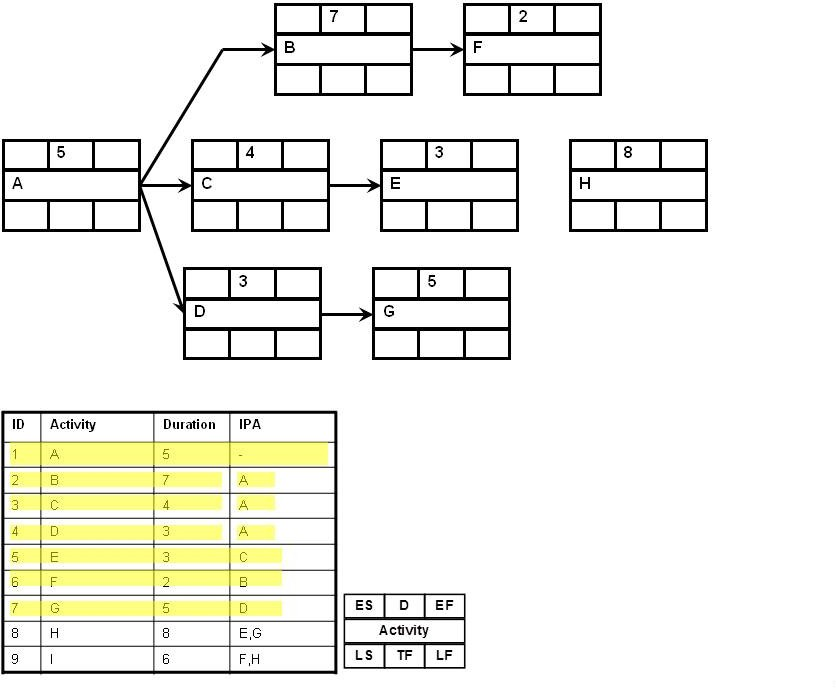 7 2
B F
5 4 3 8
A C E H
3 5
D G
ID Activity Duration IPA
1 A 5 -
2 B 7 A
3 C 4 A
4 D 3 A
5 E 3 C
6 F 2 B
7 G 5 D
8 H 8 E,G
9 I 6 F,H
ES D EF
Activity
LS TF LF